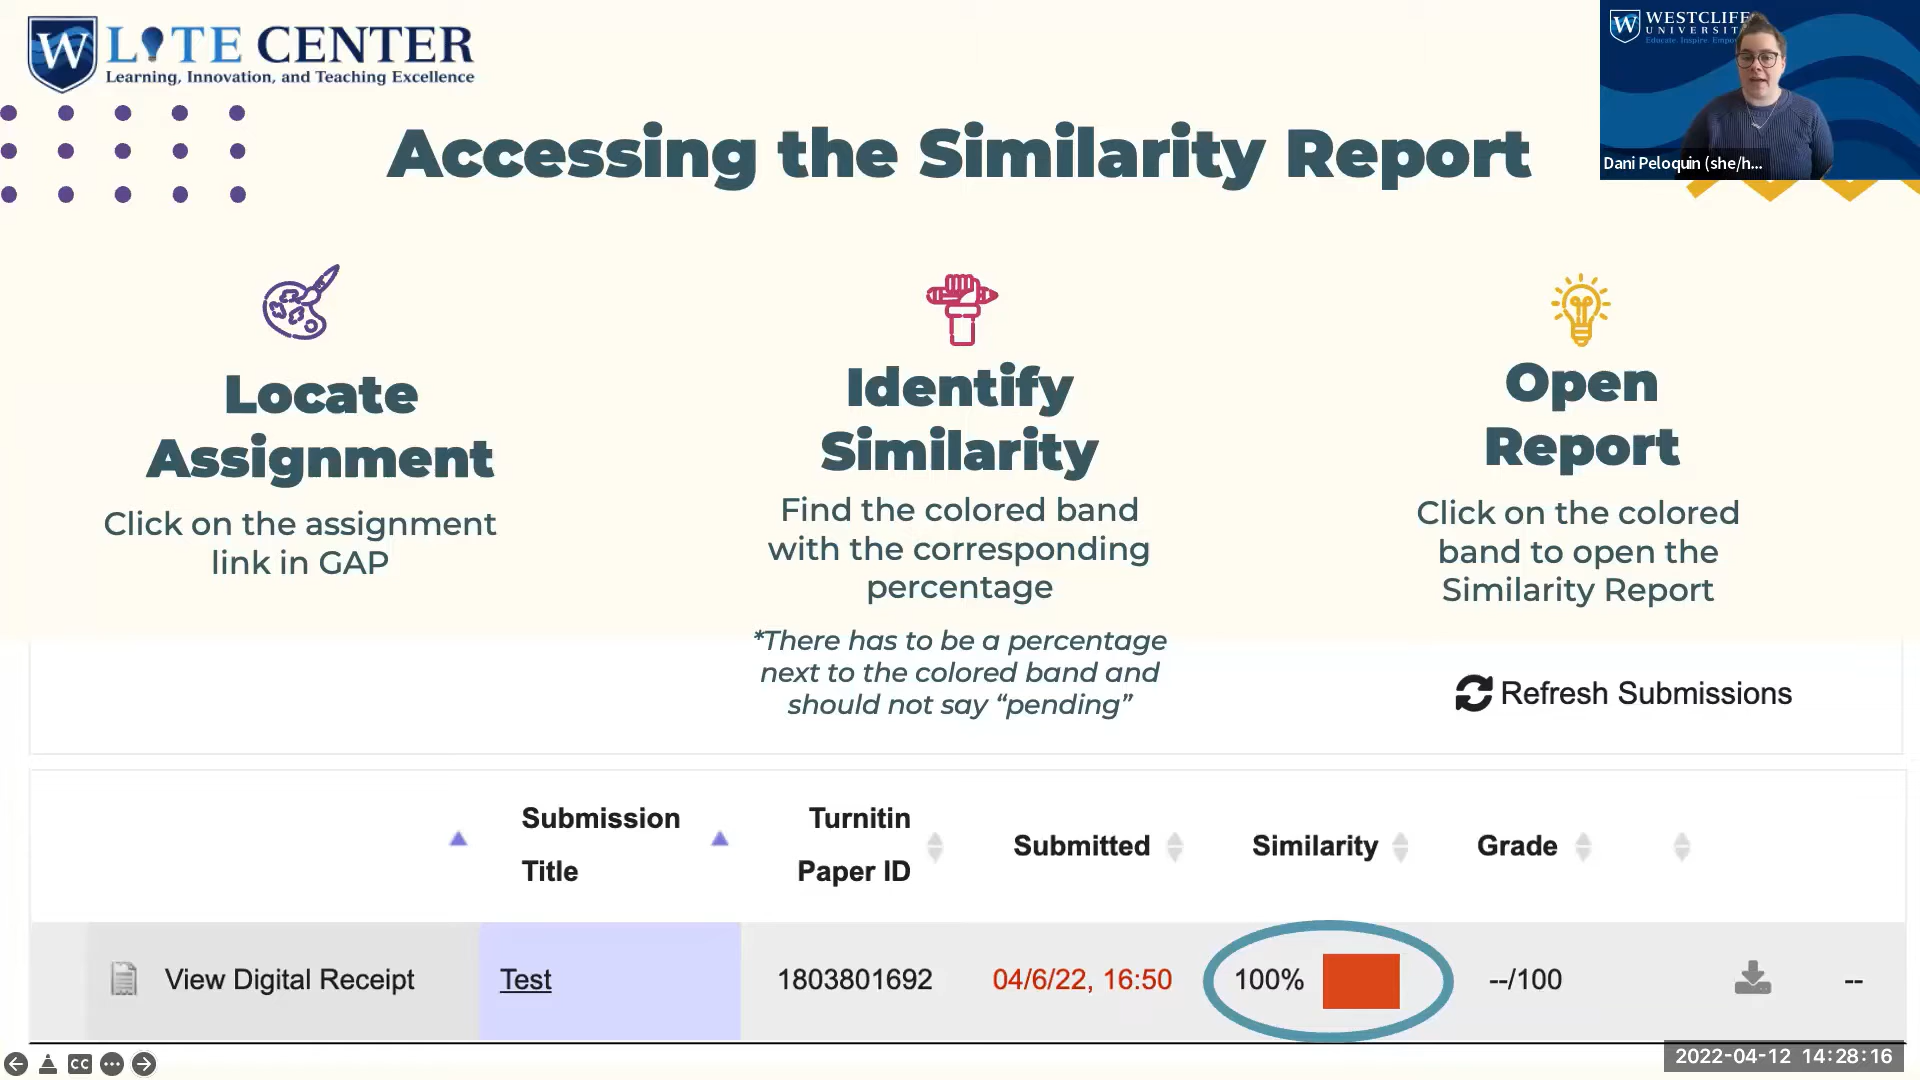 W LITE CENTER
Learning, Innovation, and Teaching Excellence
WESTCLIFF
UNIVERSITY
Dani Peloquin (she/h...
Accessing the Similarity Report
Locate
Assignment
Click on the assignment
link in GAP
Identify
Similarity
Find the colored band
with the corresponding
percentage
*There has to be a percentage
next to the colored band and
should not say “pending”
Open
Report
Click on the colored
band to open the
Similarity Report
Refresh Submissions
Submission
Title
Turnitin
Paper ID
Submitted
Similarity
Grade
View Digital Receipt
Test
1803801692
04/6/22, 16:50
100%
--/100
--
CC
2022-04-12 14:28:16